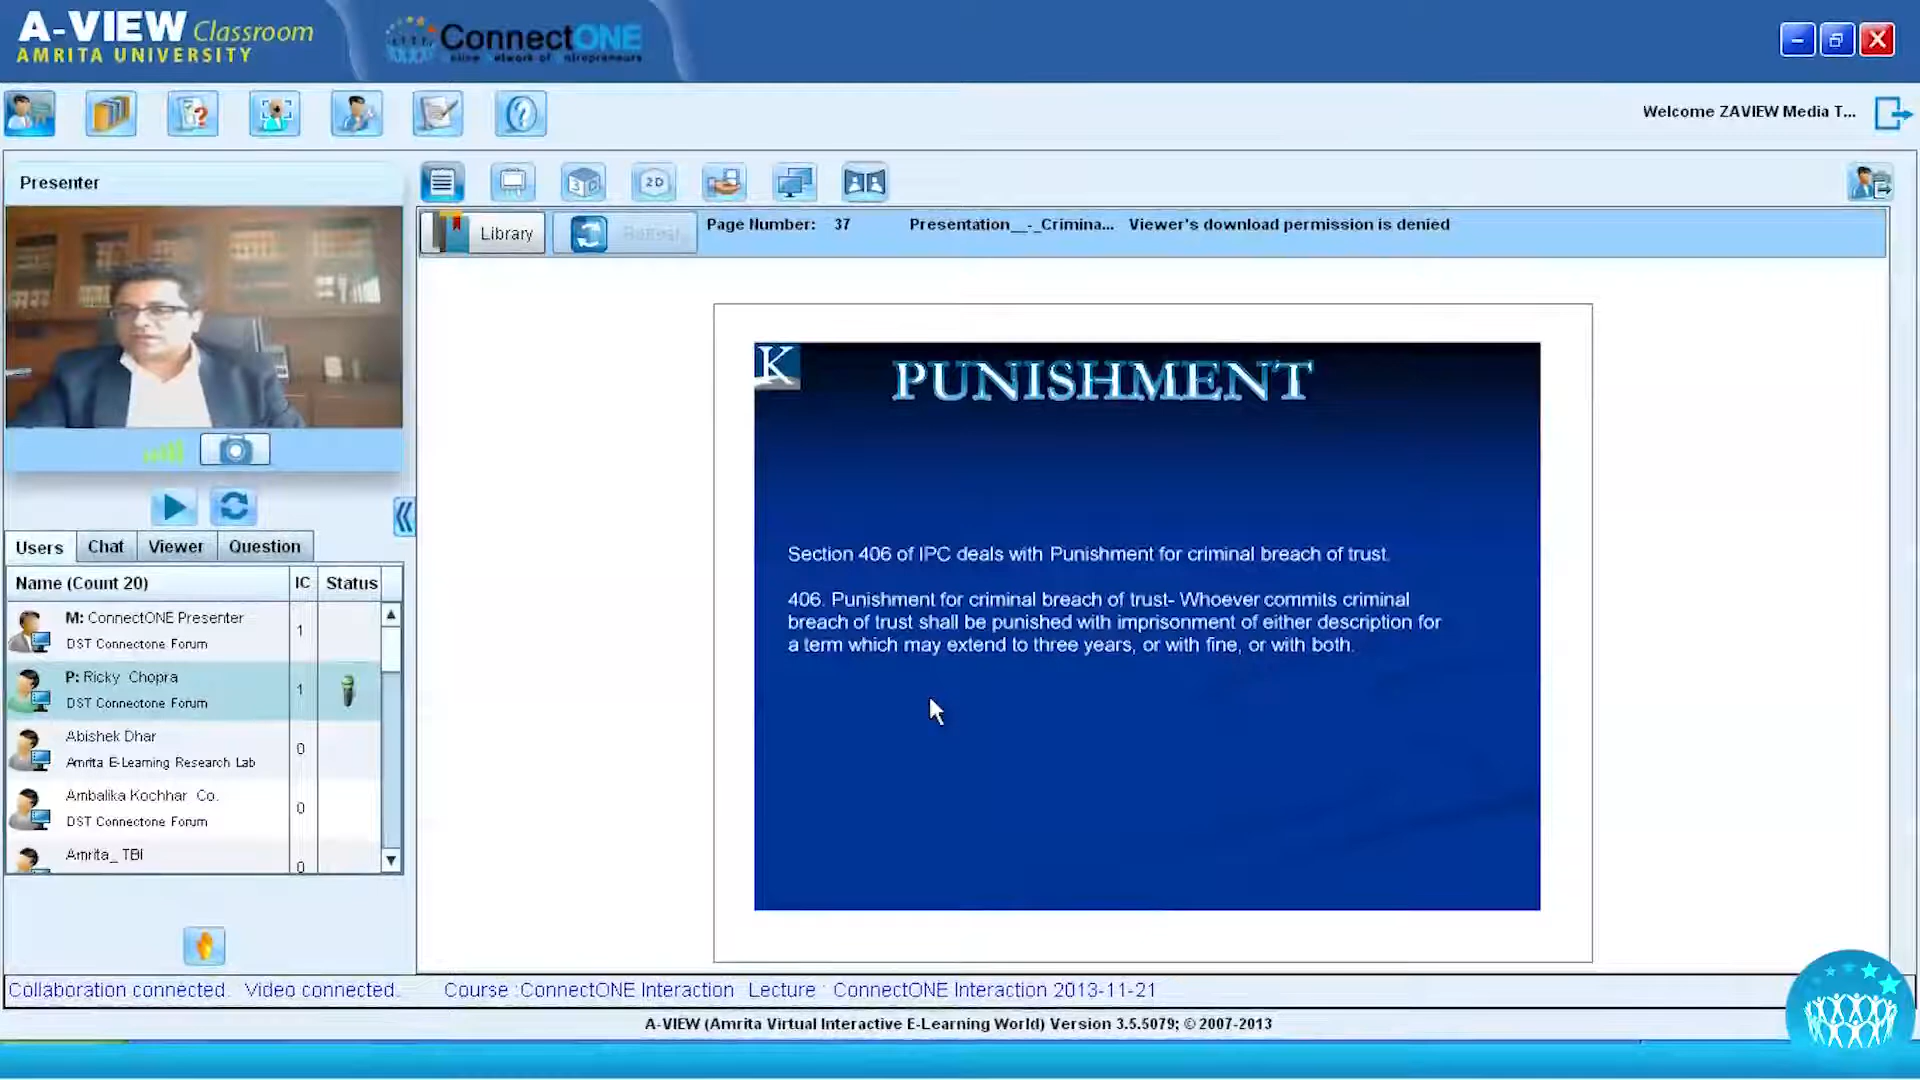 A-VIEW Classroom
AMRITA UNIVERSITY
ConnectONE
Welcome ZAVIEW Media T...
Presenter
3D
2D
Library
Page Number: 37 Presentation__-_Crimina... Viewer's download permission is denied
K
PUNISHMENT
Section 406 of IPC deals with Punishment for criminal breach of trust.
406. Punishment for criminal breach of trust- Whoever commits criminal
breach of trust shall be punished with imprisonment of either description for
a term which may extend to three years, or with fine, or with both.
Users Chat Viewer Question
Name (Count 20) IC Status
M: ConnectONE Presenter
DST Connectone Forum
1
P: Ricky Chopra
DST Connectone Forum
1
Abishek Dhar
Amrita E-Learning Research Lab
0
Ambalika Kochhar Co.
DST Connectone Forum
0
Amrita_ TBI
0
Collaboration connected. Video connected. Course :ConnectONE Interaction Lecture : ConnectONE Interaction 2013-11-21
A-VIEW (Amrita Virtual Interactive E-Learning World) Version 3.5.5079; © 2007-2013